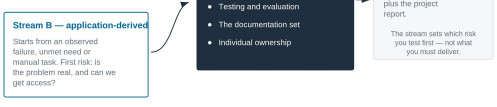 Stream B — application-derived
Starts from an observed
failure, unmet need or
manual task. First risk: is
the problem real, and can we
get access?
● Testing and evaluation
● The documentation set
● Individual ownership
plus the project
report.
The stream sets which risk
you test first — not what
you must deliver.